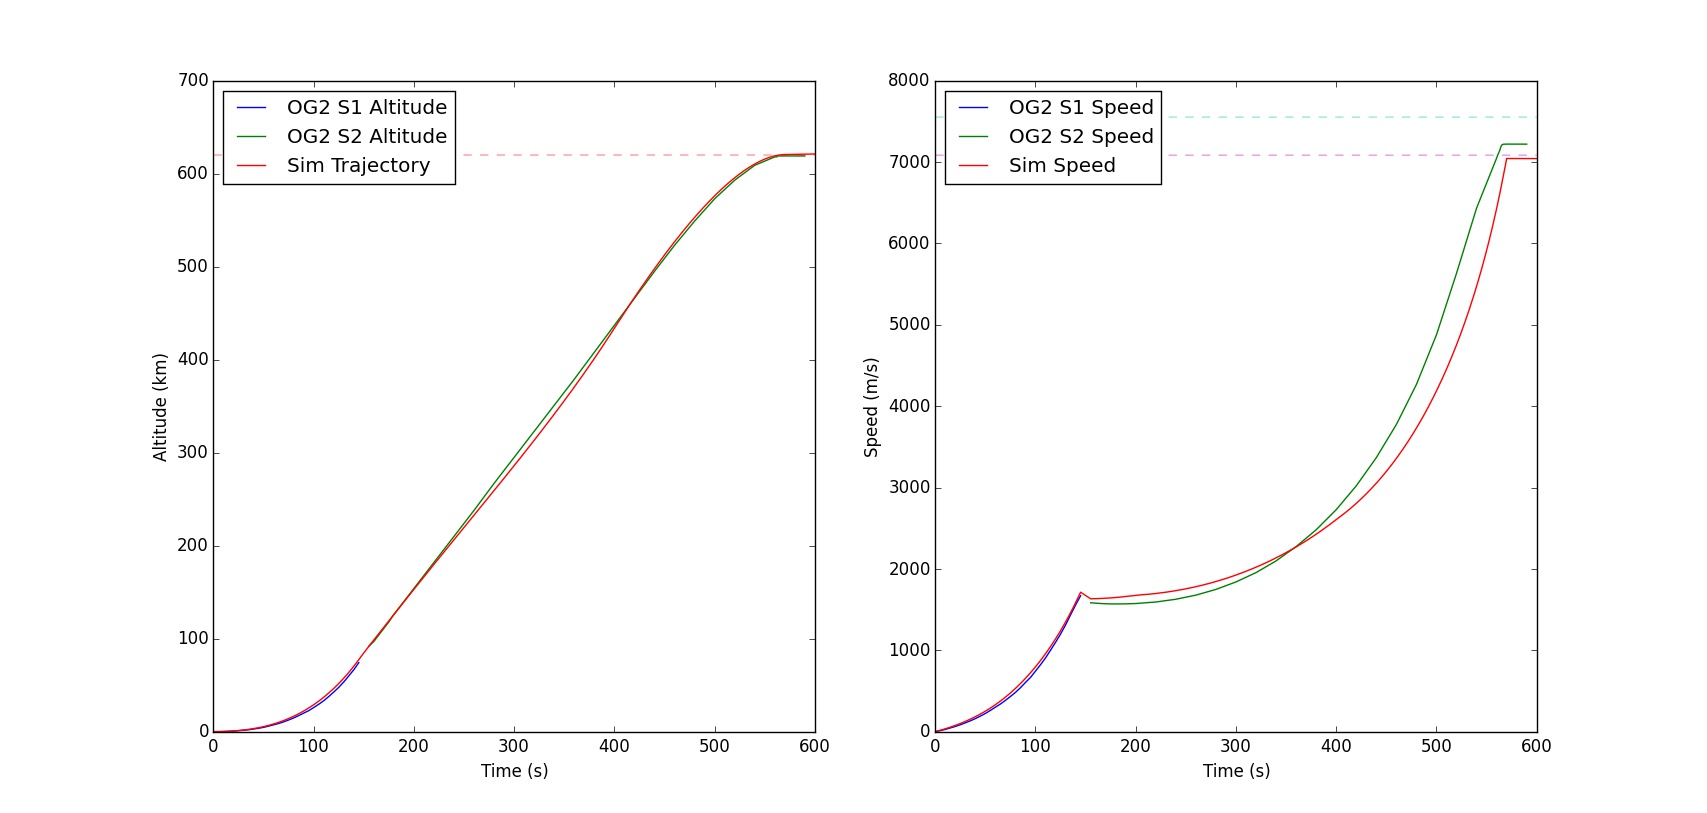 700
600
500
400
300
200
100
0
Altitude (km)
OG2 S1 Altitude
OG2 S2 Altitude
Sim Trajectory
0 100 200 300 400 500 600
Time (s)
8000
7000
6000
5000
4000
3000
2000
1000
0
Speed (m/s)
OG2 S1 Speed
OG2 S2 Speed
Sim Speed
0 100 200 300 400 500 600
Time (s)